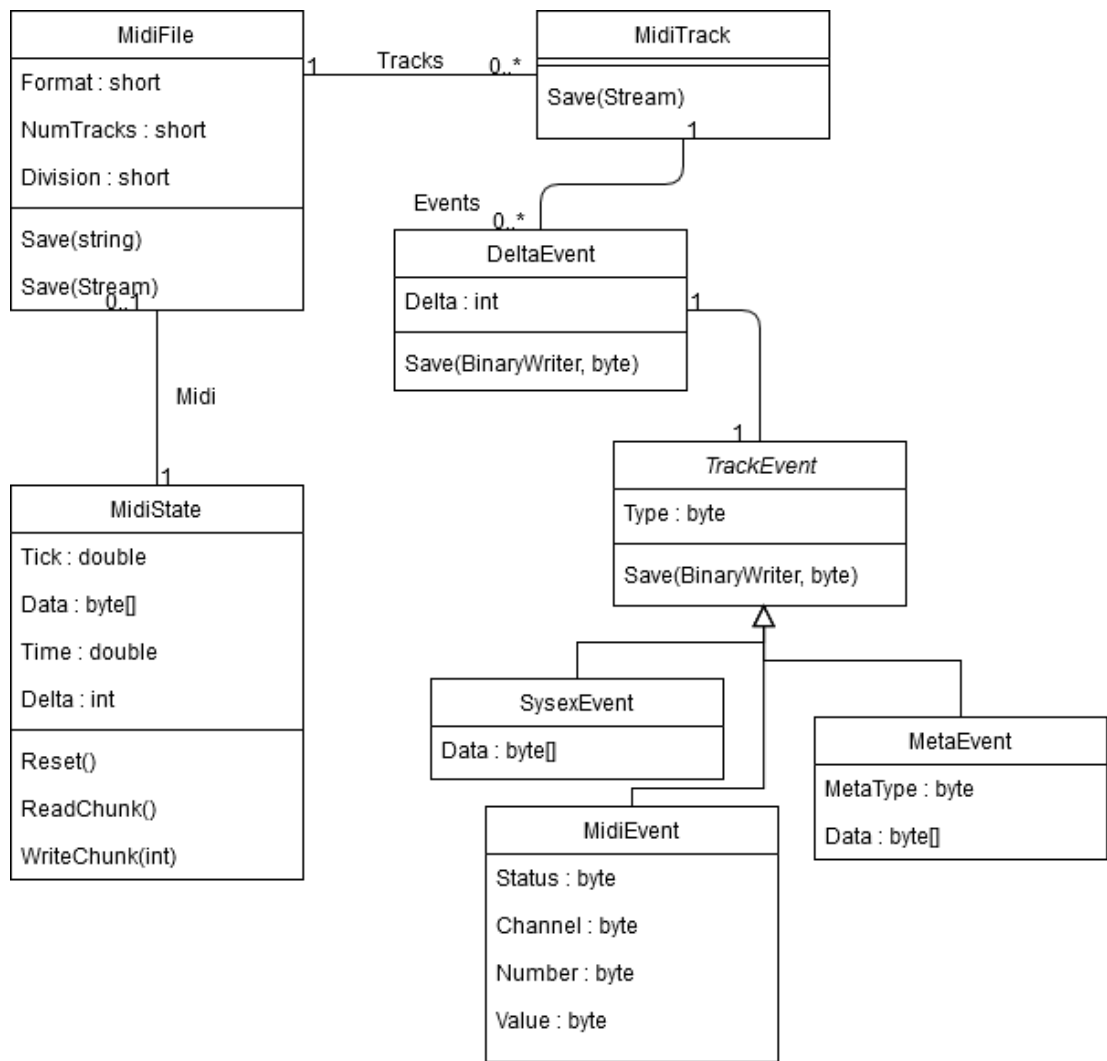 MidiFile
Format : short
NumTracks : short
Division : short
Save(string)
Save(Stream)
1
Tracks
0..*
MidiTrack
Save(Stream)
1
Events
0..*
DeltaEvent
Delta : int
Save(BinaryWriter, byte)
1
1
TrackEvent
Type : byte
Save(BinaryWriter, byte)
0..1
Midi
1
MidiState
Tick : double
Data : byte[]
Time : double
Delta : int
Reset()
ReadChunk()
WriteChunk(int)
SysexEvent
Data : byte[]
MidiEvent
Status : byte
Channel : byte
Number : byte
Value : byte
MetaEvent
MetaType : byte
Data : byte[]